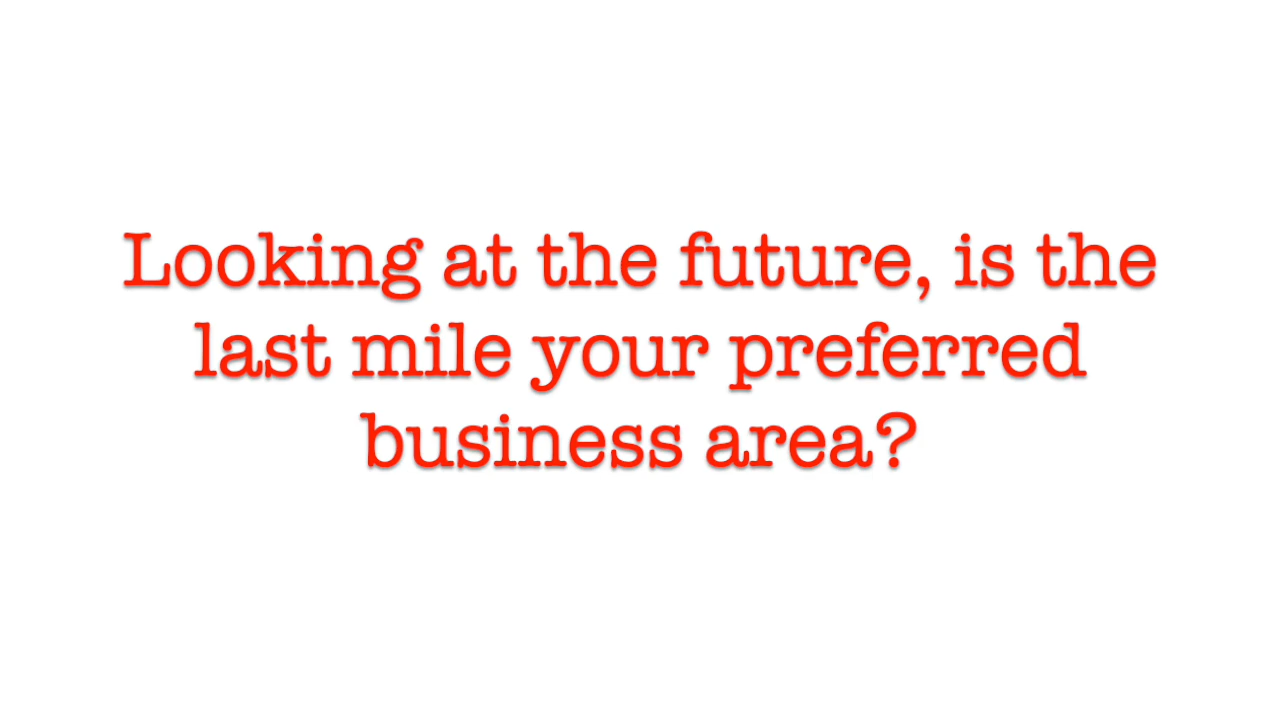 Looking at the future, is the
last mile your preferred
business area?